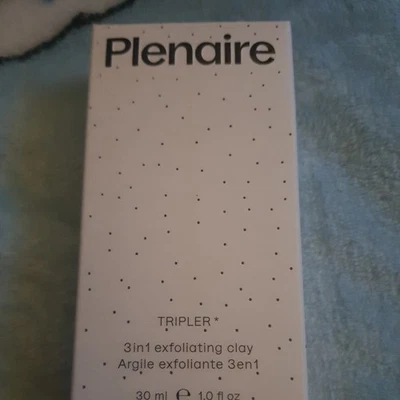 Plenaire
TRIPLER*
3in1 exfoliating clay
Argile exfoliante 3en1
30 ml ℮ 1.0 fl oz